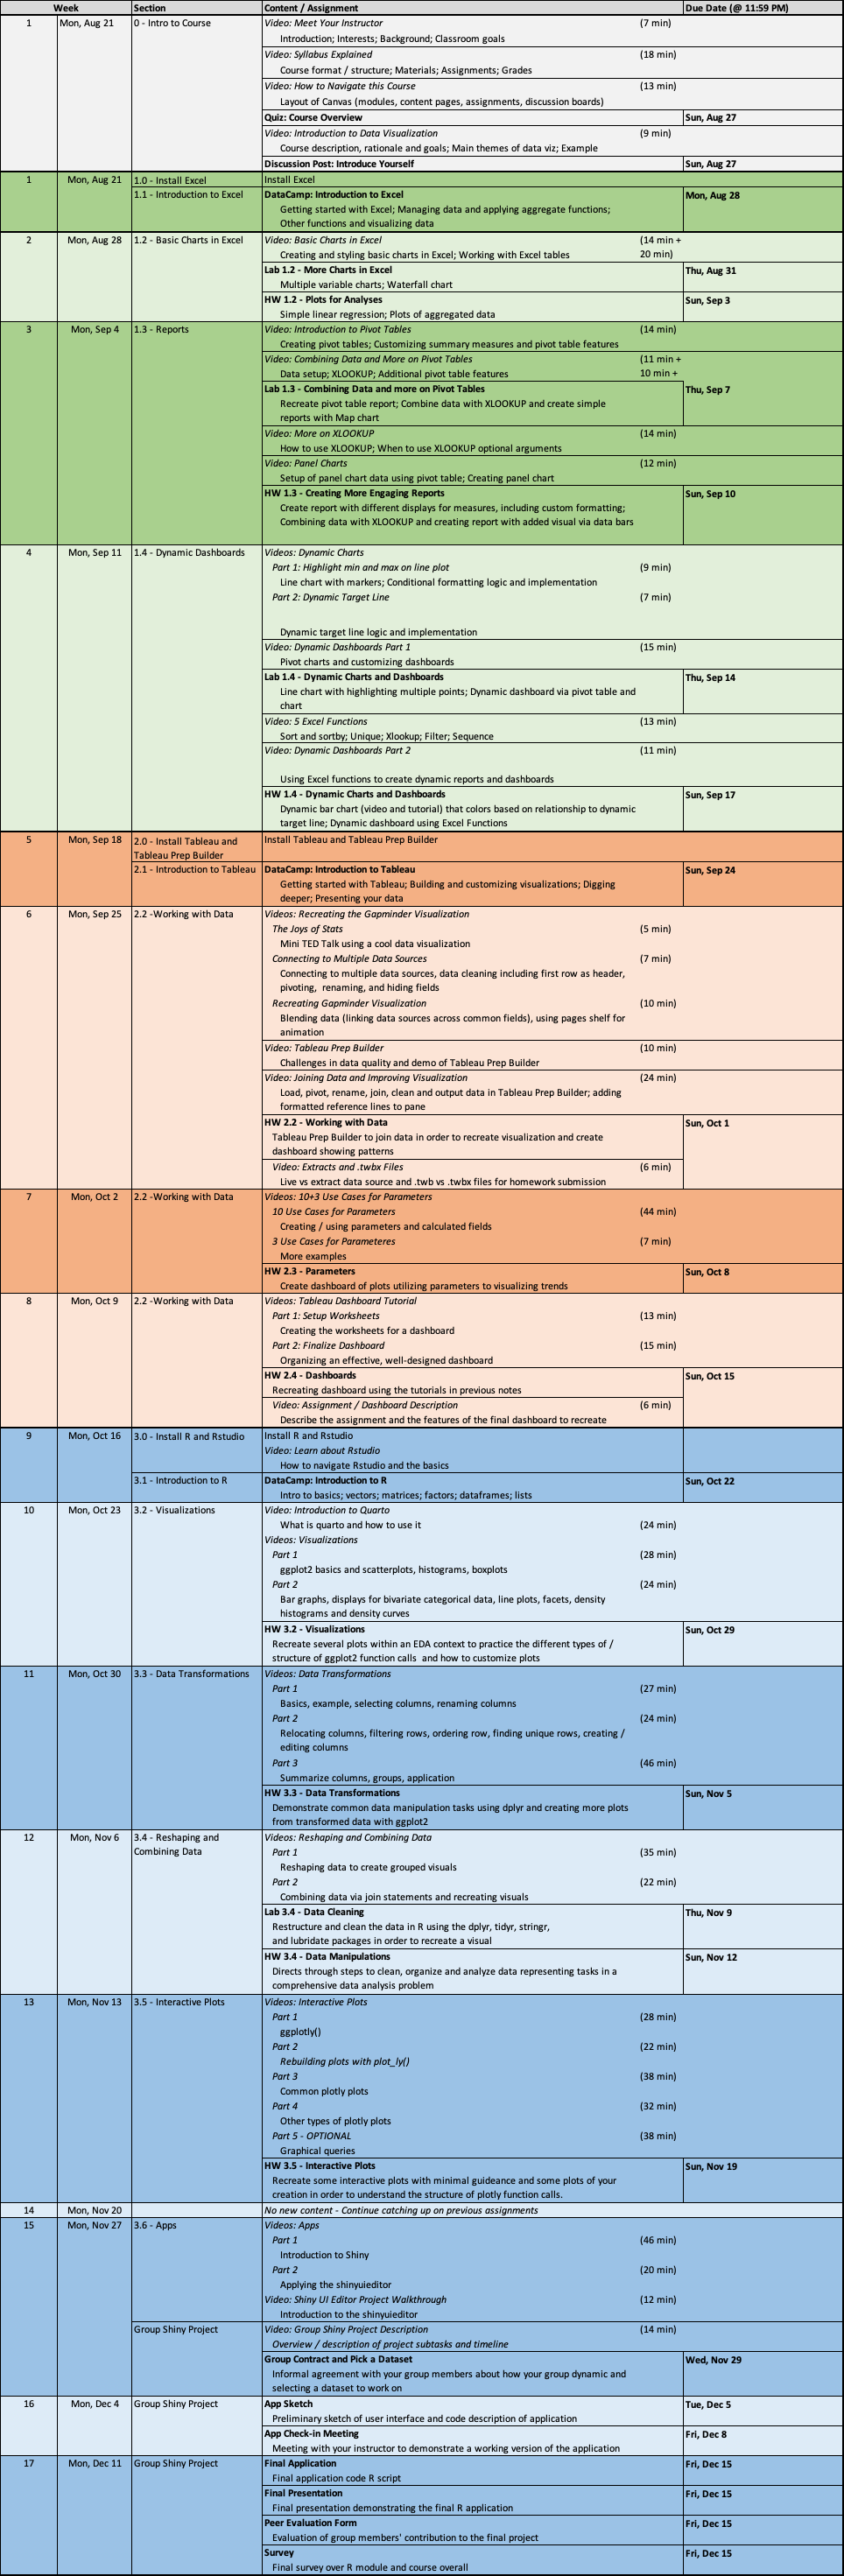 Week Section Content / Assignment Due Date (@ 11:59 PM)
1 Mon, Aug 21 0 - Intro to Course Video: Meet Your Instructor (7 min)
Introduction; Interests; Background; Classroom goals
Video: Syllabus Explained (18 min)
Course format / structure; Materials; Assignments; Grades
Video: How to Navigate this Course (13 min)
Layout of Canvas (modules, content pages, assignments, discussion boards)
Quiz: Course Overview Sun, Aug 27
Video: Introduction to Data Visualization (9 min)
Course description, rationale and goals; Main themes of data viz; Example
Discussion Post: Introduce Yourself Sun, Aug 27
1 Mon, Aug 21 1.0 - Install Excel Install Excel
1.1 - Introduction to Excel DataCamp: Introduction to Excel Mon, Aug 28
Getting started with Excel; Managing data and applying aggregate functions;
Other functions and visualizing data
2 Mon, Aug 28 1.2 - Basic Charts in Excel Video: Basic Charts in Excel (14 min +
Creating and styling basic charts in Excel; Working with Excel tables 20 min)
Lab 1.2 - More Charts in Excel Thu, Aug 31
Multiple variable charts; Waterfall chart
HW 1.2 - Plots for Analyses Sun, Sep 3
Simple linear regression; Plots of aggregated data
3 Mon, Sep 4 1.3 - Reports Video: Introduction to Pivot Tables (14 min)
Creating pivot tables; Customizing summary measures and pivot table features
Video: Combining Data and More on Pivot Tables (11 min +
Data setup; XLOOKUP; Additional pivot table features 10 min +
Lab 1.3 - Combining Data and more on Pivot Tables Thu, Sep 7
Recreate pivot table report; Combine data with XLOOKUP and create simple
reports with Map chart
Video: More on XLOOKUP (14 min)
How to use XLOOKUP; When to use XLOOKUP optional arguments
Video: Panel Charts (12 min)
Setup of panel chart data using pivot table; Creating panel chart
HW 1.3 - Creating More Engaging Reports Sun, Sep 10
Create report with different displays for measures, including custom formatting;
Combining data with XLOOKUP and creating report with added visual via data bars
4 Mon, Sep 11 1.4 - Dynamic Dashboards Videos: Dynamic Charts
Part 1: Highlight min and max on line plot (9 min)
Line chart with markers; Conditional formatting logic and implementation
Part 2: Dynamic Target Line (7 min)
Dynamic target line logic and implementation
Video: Dynamic Dashboards Part 1 (15 min)
Pivot charts and customizing dashboards
Lab 1.4 - Dynamic Charts and Dashboards Thu, Sep 14
Line chart with highlighting multiple points; Dynamic dashboard via pivot table and
chart
Video: 5 Excel Functions (13 min)
Sort and sortby; Unique; Xlookup; Filter; Sequence
Video: Dynamic Dashboards Part 2 (11 min)
Using Excel functions to create dynamic reports and dashboards
HW 1.4 - Dynamic Charts and Dashboards Sun, Sep 17
Dynamic bar chart (video and tutorial) that colors based on relationship to dynamic
target line; Dynamic dashboard using Excel Functions
5 Mon, Sep 18 2.0 - Install Tableau and Install Tableau and Tableau Prep Builder
Tableau Prep Builder
2.1 - Introduction to Tableau DataCamp: Introduction to Tableau Sun, Sep 24
Getting started with Tableau; Building and customizing visualizations; Digging
deeper; Presenting your data
6 Mon, Sep 25 2.2 -Working with Data Videos: Recreating the Gapminder Visualization
The Joys of Stats (5 min)
Mini TED Talk using a cool data visualization
Connecting to Multiple Data Sources (7 min)
Connecting to multiple data sources, data cleaning including first row as header,
pivoting, renaming, and hiding fields
Recreating Gapminder Visualization (10 min)
Blending data (linking data sources across common fields), using pages shelf for
animation
Video: Tableau Prep Builder (10 min)
Challenges in data quality and demo of Tableau Prep Builder
Video: Joining Data and Improving Visualization (24 min)
Load, pivot, rename, join, clean and output data in Tableau Prep Builder; adding
formatted reference lines to pane
HW 2.2 - Working with Data Sun, Oct 1
Tableau Prep Builder to join data in order to recreate visualization and create
dashboard showing patterns
Video: Extracts and .twbx Files (6 min)
Live vs extract data source and .twb vs .twbx files for homework submission
7 Mon, Oct 2 2.2 -Working with Data Videos: 10+3 Use Cases for Parameters
10 Use Cases for Parameters (44 min)
Creating / using parameters and calculated fields
3 Use Cases for Parameteres (7 min)
More examples
HW 2.3 - Parameters Sun, Oct 8
Create dashboard of plots utilizing parameters to visualizing trends
8 Mon, Oct 9 2.2 -Working with Data Videos: Tableau Dashboard Tutorial
Part 1: Setup Worksheets (13 min)
Creating the worksheets for a dashboard
Part 2: Finalize Dashboard (15 min)
Organizing an effective, well-designed dashboard
HW 2.4 - Dashboards Sun, Oct 15
Recreating dashboard using the tutorials in previous notes
Video: Assignment / Dashboard Description (6 min)
Describe the assignment and the features of the final dashboard to recreate
9 Mon, Oct 16 3.0 - Install R and Rstudio Install R and Rstudio
Video: Learn about Rstudio
How to navigate Rstudio and the basics
3.1 - Introduction to R DataCamp: Introduction to R Sun, Oct 22
Intro to basics; vectors; matrices; factors; dataframes; lists
10 Mon, Oct 23 3.2 - Visualizations Video: Introduction to Quarto
What is quarto and how to use it (24 min)
Videos: Visualizations
Part 1 (28 min)
ggplot2 basics and scatterplots, histograms, boxplots
Part 2 (24 min)
Bar graphs, displays for bivariate categorical data, line plots, facets, density
histograms and density curves
HW 3.2 - Visualizations Sun, Oct 29
Recreate several plots within an EDA context to practice the different types of /
structure of ggplot2 function calls and how to customize plots
11 Mon, Oct 30 3.3 - Data Transformations Videos: Data Transformations
Part 1 (27 min)
Basics, example, selecting columns, renaming columns
Part 2 (24 min)
Relocating columns, filtering rows, ordering row, finding unique rows, creating /
editing columns
Part 3 (46 min)
Summarize columns, groups, application
HW 3.3 - Data Transformations Sun, Nov 5
Demonstrate common data manipulation tasks using dplyr and creating more plots
from transformed data with ggplot2
12 Mon, Nov 6 3.4 - Reshaping and Videos: Reshaping and Combining Data
Combining Data Part 1 (35 min)
Reshaping data to create grouped visuals
Part 2 (22 min)
Combining data via join statements and recreating visuals
Lab 3.4 - Data Cleaning Thu, Nov 9
Restructure and clean the data in R using the dplyr, tidyr, stringr,
and lubridate packages in order to recreate a visual
HW 3.4 - Data Manipulations Sun, Nov 12
Directs through steps to clean, organize and analyze data representing tasks in a
comprehensive data analysis problem
13 Mon, Nov 13 3.5 - Interactive Plots Videos: Interactive Plots
Part 1 (28 min)
ggplotly()
Part 2 (22 min)
Rebuilding plots with plot_ly()
Part 3 (38 min)
Common plotly plots
Part 4 (32 min)
Other types of plotly plots
Part 5 - OPTIONAL (38 min)
Graphical queries
HW 3.5 - Interactive Plots Sun, Nov 19
Recreate some interactive plots with minimal guideance and some plots of your
creation in order to understand the structure of plotly function calls.
14 Mon, Nov 20 No new content - Continue catching up on previous assignments
15 Mon, Nov 27 3.6 - Apps Videos: Apps
Part 1 (46 min)
Introduction to Shiny
Part 2 (20 min)
Applying the shinyuieditor
Video: Shiny UI Editor Project Walkthrough (12 min)
Introduction to the shinyuieditor
Group Shiny Project Video: Group Shiny Project Description (14 min)
Overview / description of project subtasks and timeline
Group Contract and Pick a Dataset Wed, Nov 29
Informal agreement with your group members about how your group dynamic and
selecting a dataset to work on
16 Mon, Dec 4 Group Shiny Project App Sketch Tue, Dec 5
Preliminary sketch of user interface and code description of application
App Check-in Meeting Fri, Dec 8
Meeting with your instructor to demonstrate a working version of the application
17 Mon, Dec 11 Group Shiny Project Final Application Fri, Dec 15
Final application code R script
Final Presentation Fri, Dec 15
Final presentation demonstrating the final R application
Peer Evaluation Form Fri, Dec 15
Evaluation of group members' contribution to the final project
Survey Fri, Dec 15
Final survey over R module and course overall